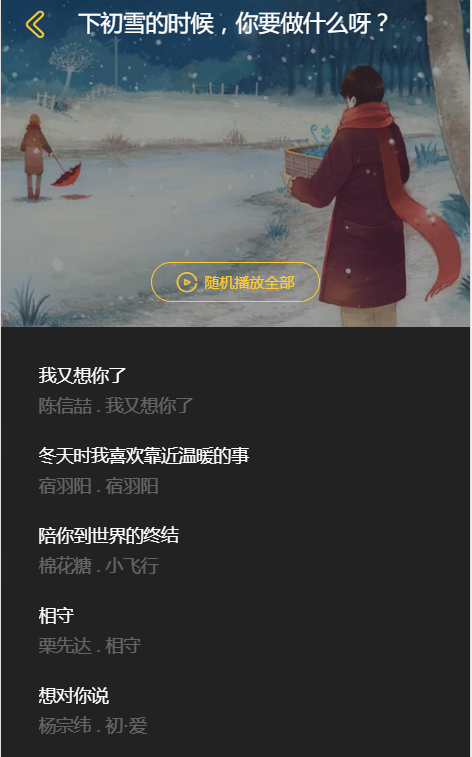 下初雪的时候，你要做什么呀？
随机播放全部
我又想你了
陈信喆 . 我又想你了
冬天时我喜欢靠近温暖的事
宿羽阳 . 宿羽阳
陪你到世界的终结
棉花糖 . 小飞行
相守
栗先达 . 相守
想对你说
杨宗纬 . 初·爱